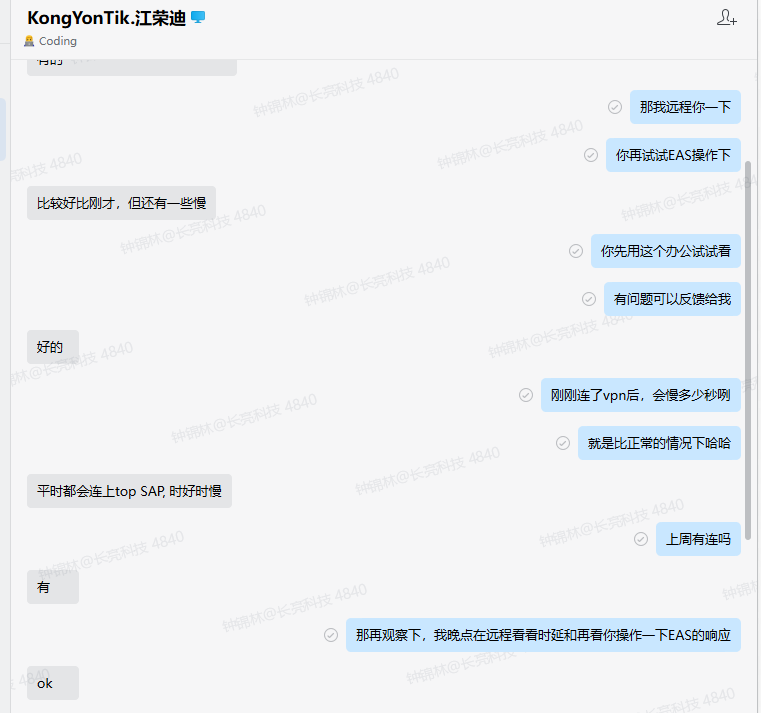 KongYonTik.江荣迪
Coding
有的
那我远程你一下
你再试试EAS操作下
比较好比刚才，但还有一些慢
你先用这个办公试试看
有问题可以反馈给我
好的
刚刚连了vpn后，会慢多少秒咧
就是比正常的情况下哈哈
平时都会连上top SAP, 时好时慢
上周有连吗
有
那再观察下，我晚点在远程看看时延和再看你操作一下EAS的响应
ok
钟锦林@长亮科技 4840